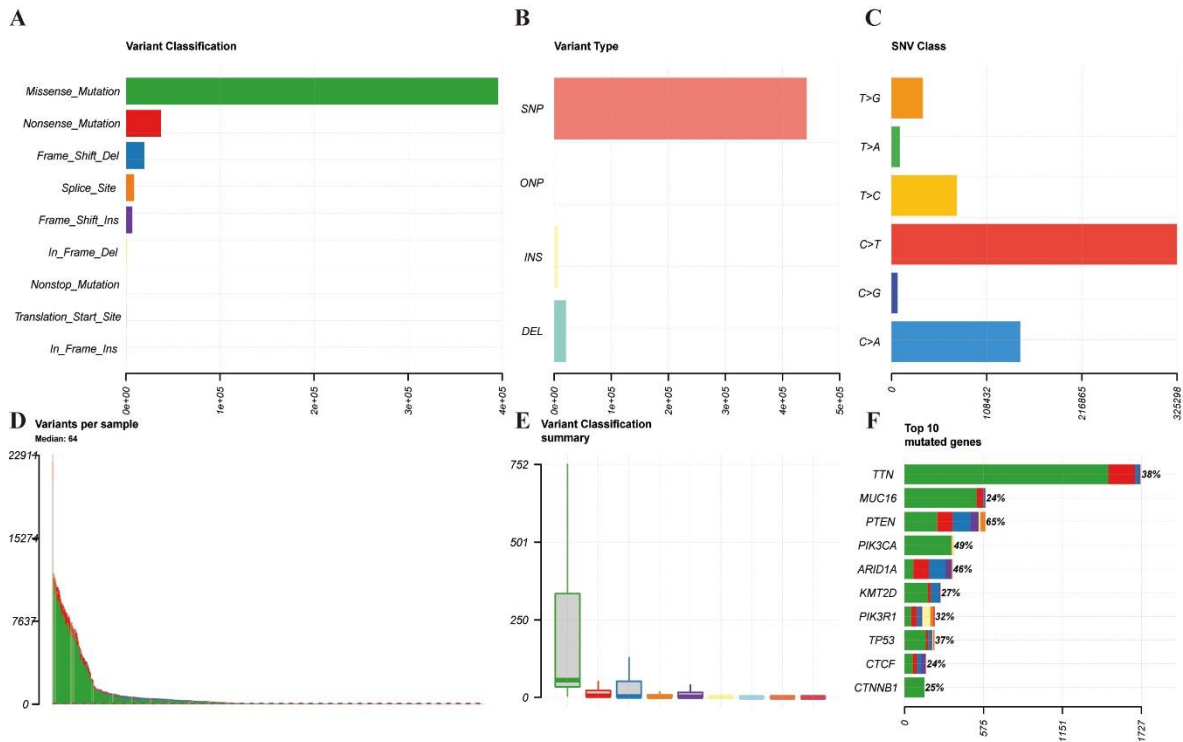 A
Variant Classification
Missense_Mutation
Nonsense_Mutation
Frame_Shift_Del
Splice_Site
Frame_Shift_Ins
In_Frame_Del
Nonstop_Mutation
Translation_Start_Site
In_Frame_Ins
0e+00
1e+05
2e+05
3e+05
4e+05
B
Variant Type
SNP
ONP
INS
DEL
0e+00
1e+05
2e+05
3e+05
4e+05
5e+05
C
SNV Class
T>G
T>A
T>C
C>T
C>G
C>A
0
108432
216865
325298
D
Variants per sample
Median: 64
22911
15274
7637
0
E
Variant Classification
summary
752
501
250
0
F
Top 10
mutated genes
TTN 38%
MUC16 24%
PTEN 65%
PIK3CA 49%
ARID1A 46%
KMT2D 27%
PIK3R1 32%
TP53 37%
CTCF 24%
CTNNB1 25%
0
575
1151
1727